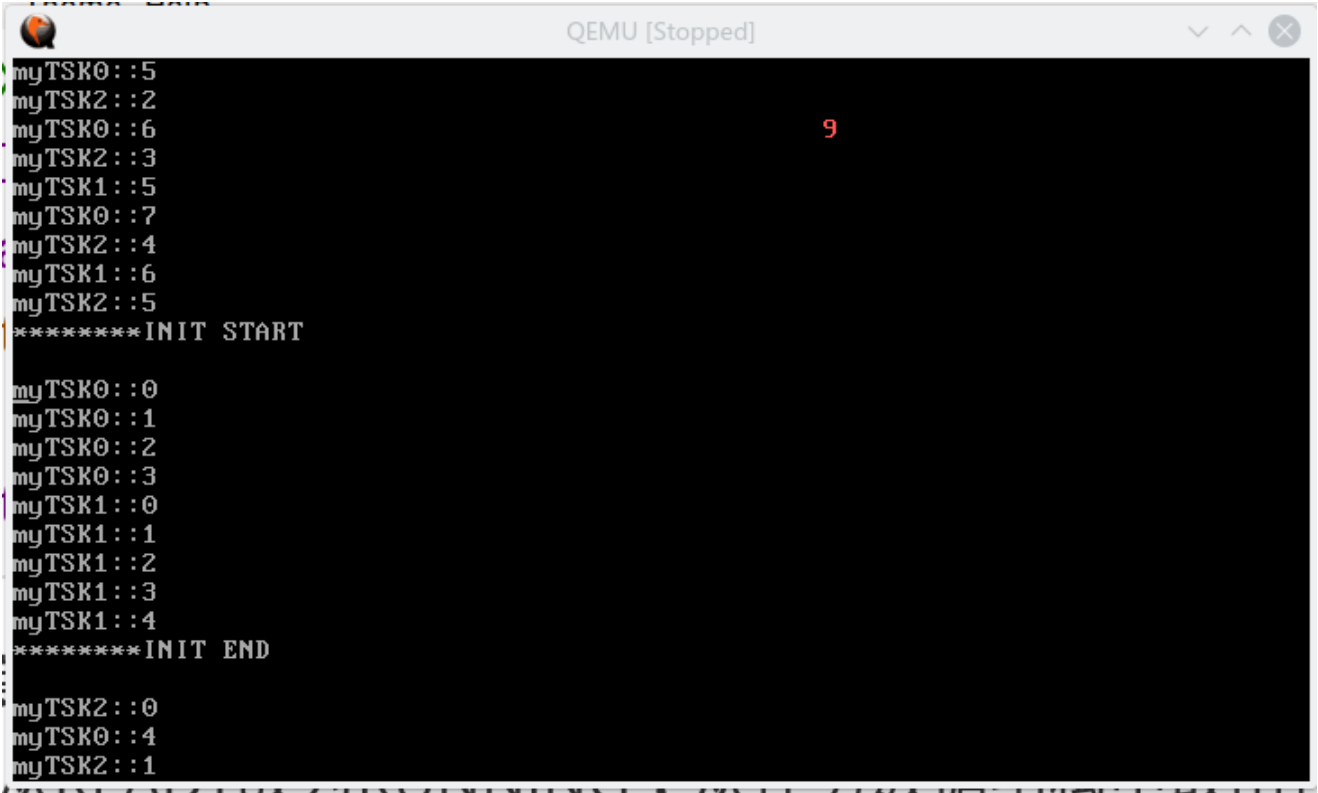 QEMU [Stopped]
myTSK0::5
myTSK2::2
myTSK0::6
9
myTSK2::3
myTSK1::5
myTSK0::7
myTSK2::4
myTSK1::6
myTSK2::5
********INIT START
myTSK0::0
myTSK0::1
myTSK0::2
myTSK0::3
myTSK1::0
myTSK1::1
myTSK1::2
myTSK1::3
myTSK1::4
********INIT END
myTSK2::0
myTSK0::4
myTSK2::1